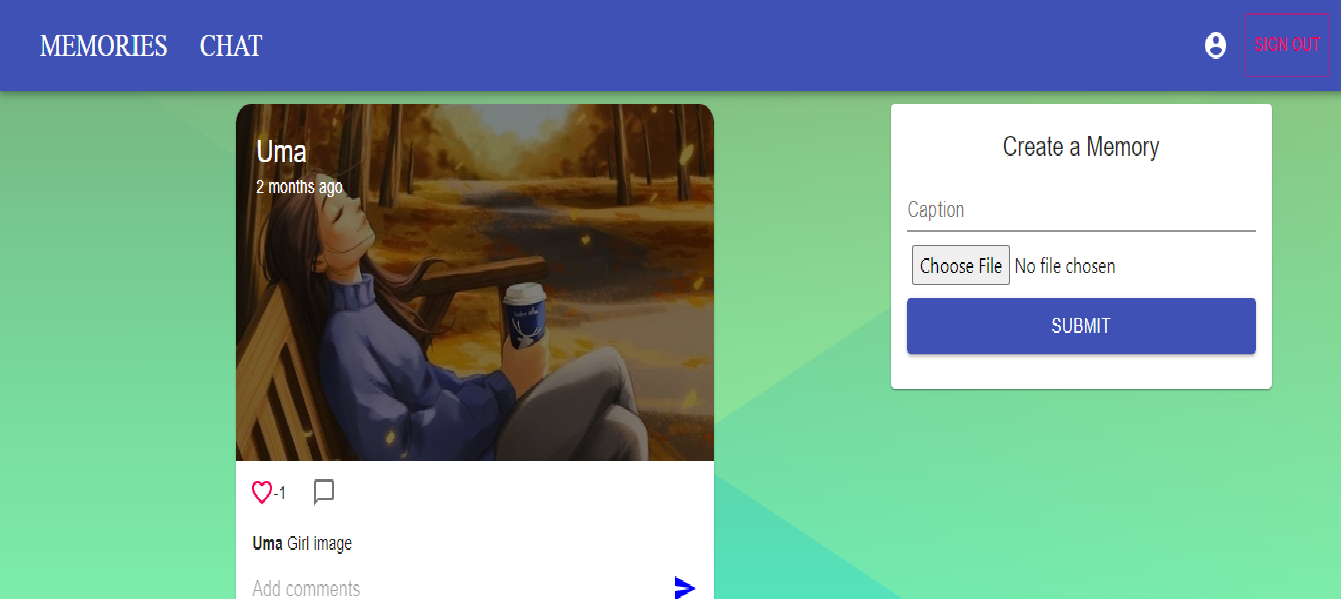 MEMORIES CHAT SIGN OUT
Uma
2 months ago
-1
Uma Girl image
Add comments
Create a Memory
Caption
Choose File No file chosen
SUBMIT